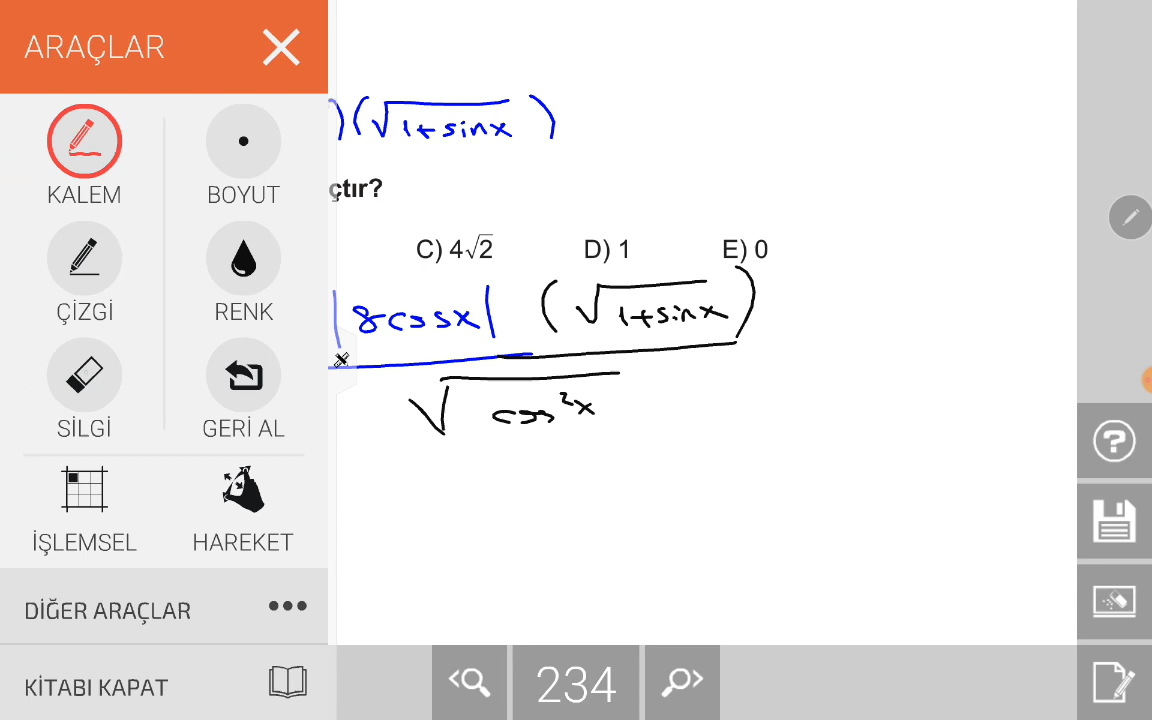 ARAÇLAR
KALEM
BOYUT
ÇİZGİ
RENK
SİLGİ
GERİ AL
İŞLEMSEL
HAREKET
DİĞER ARAÇLAR
KİTABI KAPAT
)(√1+sinx )
çtır?
C) 4√2 D) 1 E) 0
|8cosx| (√1+sinx)
√cos²x
234
?